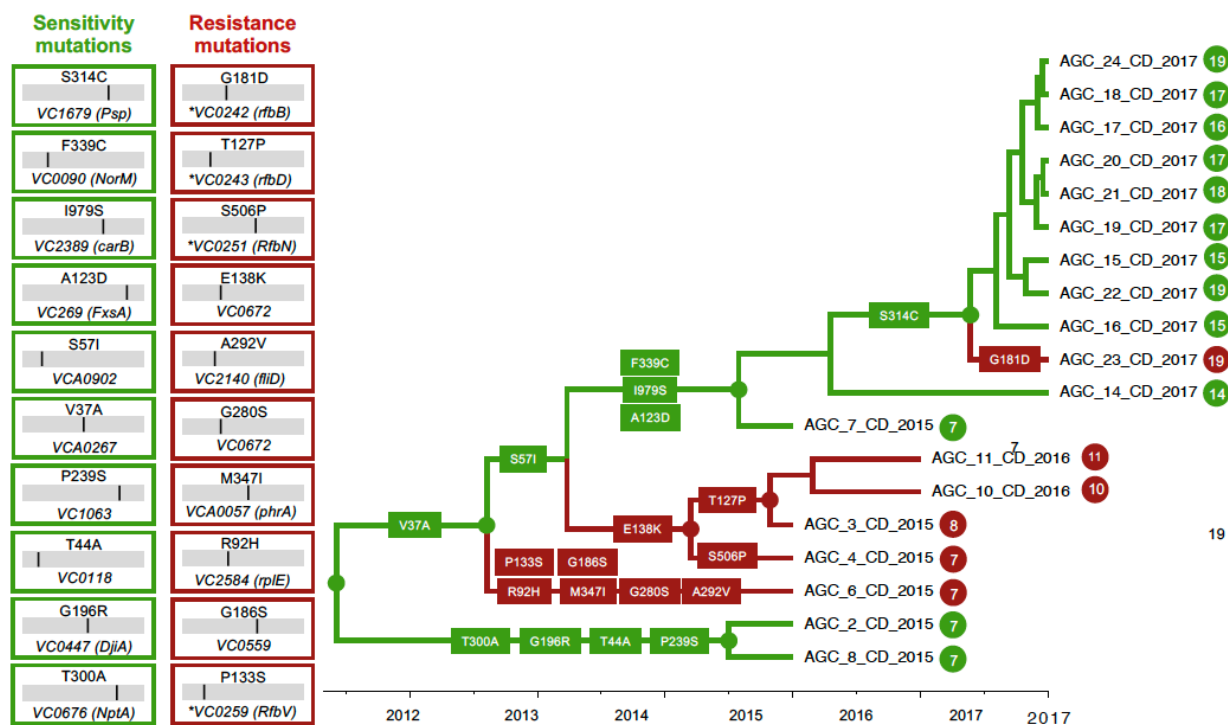 Sensitivity
mutations
Resistance
mutations
S314C
VC1679 (Psp)
F339C
VC0090 (NorM)
I979S
VC2389 (carB)
A123D
VC269 (FxsA)
S57I
VCA0902
V37A
VCA0267
P239S
VC1063
T44A
VC0118
G196R
VC0447 (DjiA)
T300A
VC0676 (NptA)
G181D
*VC0242 (rfbB)
T127P
*VC0243 (rfbD)
S506P
*VC0251 (RfbN)
E138K
VC0672
A292V
VC2140 (fliD)
G280S
VC0672
M347I
VCA0057 (phrA)
R92H
VC2584 (rplE)
G186S
VC0559
P133S
*VC0259 (RfbV)
AGC_24_CD_2017 19
AGC_18_CD_2017 17
AGC_17_CD_2017 16
AGC_20_CD_2017 17
AGC_21_CD_2017 18
AGC_19_CD_2017 17
AGC_15_CD_2017 15
AGC_22_CD_2017 19
S314C
AGC_16_CD_2017 15
G181D
AGC_23_CD_2017 19
F339C
I979S
A123D
AGC_14_CD_2017 14
AGC_7_CD_2015 7
7
S57I
AGC_11_CD_2016 11
AGC_10_CD_2016 10
T127P
V37A
E138K
AGC_3_CD_2015 8
19
S506P
AGC_4_CD_2015 7
P133S G186S
R92H M347I G280S A292V
AGC_6_CD_2015 7
AGC_2_CD_2015 7
T300A G196R T44A P239S
AGC_8_CD_2015 7
2012 2013 2014 2015 2016 2017 2017